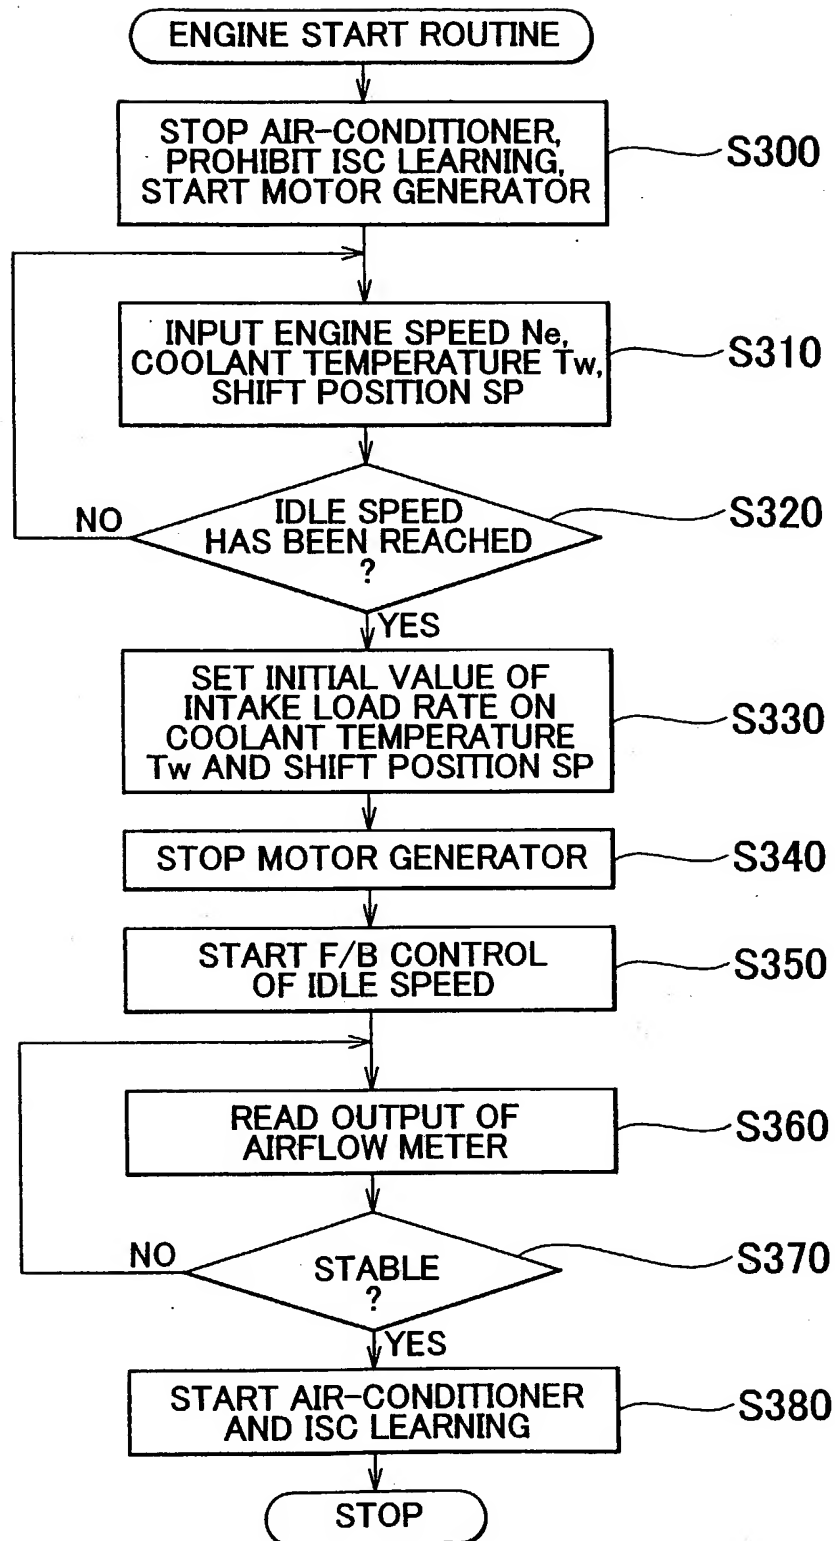 ENGINE START ROUTINE
STOP AIR-CONDITIONER,
PROHIBIT ISC LEARNING,
START MOTOR GENERATOR
S300
INPUT ENGINE SPEED Ne,
COOLANT TEMPERATURE Tw,
SHIFT POSITION SP
S310
IDLE SPEED
HAS BEEN REACHED
?
S320
NO
YES
SET INITIAL VALUE OF
INTAKE LOAD RATE ON
COOLANT TEMPERATURE
Tw AND SHIFT POSITION SP
S330
STOP MOTOR GENERATOR
S340
START F/B CONTROL
OF IDLE SPEED
S350
READ OUTPUT OF
AIRFLOW METER
S360
NO
STABLE
?
S370
YES
START AIR-CONDITIONER
AND ISC LEARNING
S380
STOP